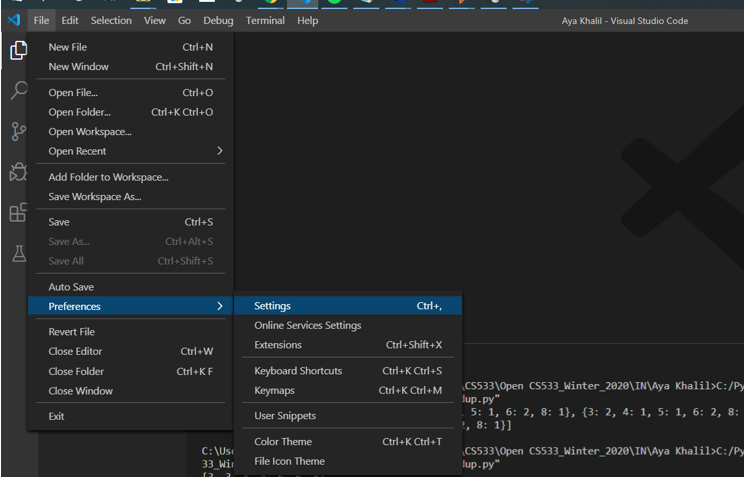 File Edit Selection View Go Debug Terminal Help Aya Khalil - Visual Studio Code
New File Ctrl+N
New Window Ctrl+Shift+N
Open File... Ctrl+O
Open Folder... Ctrl+K Ctrl+O
Open Workspace...
Open Recent
Add Folder to Workspace...
Save Workspace As...
Save Ctrl+S
Save As... Ctrl+Alt+S
Save All Ctrl+Shift+S
Auto Save
Preferences
Revert File
Close Editor Ctrl+W
Close Folder Ctrl+K F
Close Window
Exit
Settings Ctrl+,
Online Services Settings
Extensions Ctrl+Shift+X
Keyboard Shortcuts Ctrl+K Ctrl+S
Keymaps Ctrl+K Ctrl+M
User Snippets
Color Theme Ctrl+K Ctrl+T
File Icon Theme
\CS533\Open CS533_Winter_2020\IN\Aya Khalil>C:/Py
dup.py"
, 5: 1, 6: 2, 8: 1}, {3: 2, 4: 1, 5: 1, 6: 2, 8:
2, 8: 1}]
C:\Use \CS533\Open CS533_Winter_2020\IN\Aya Khalil>C:/Py
33_Win dup.py"